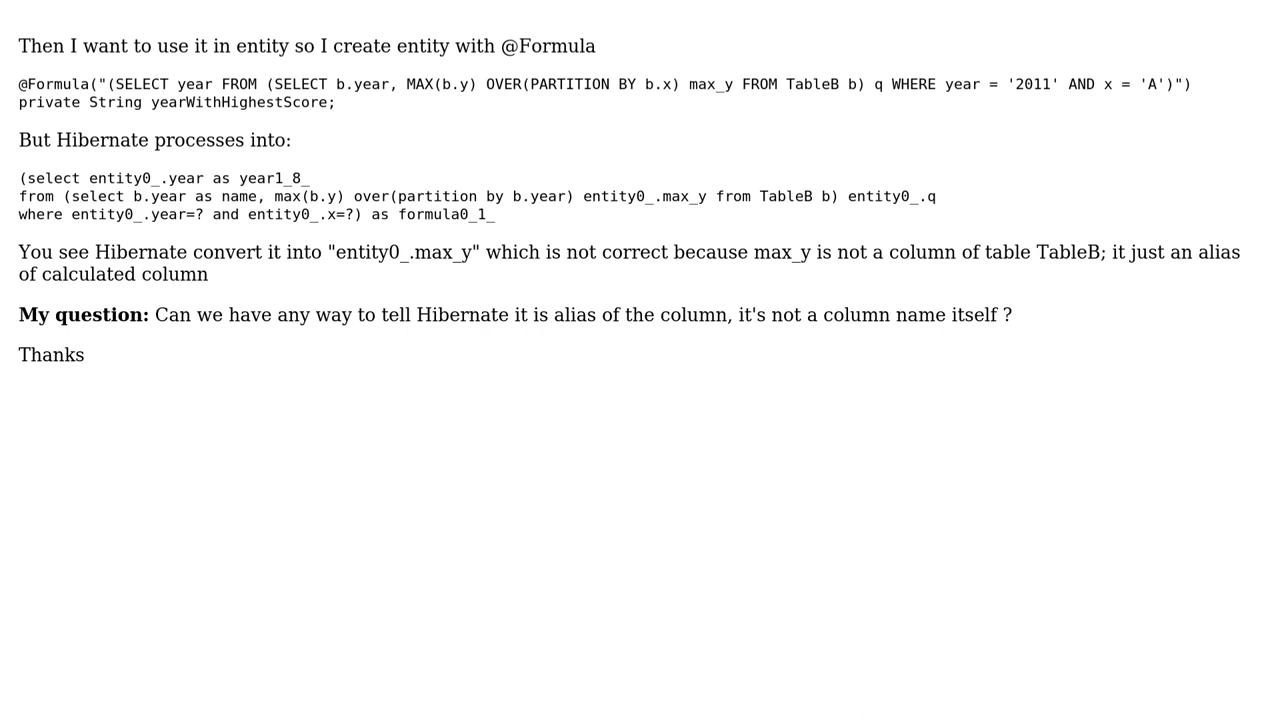 Then I want to use it in entity so I create entity with @Formula
@Formula("(SELECT year FROM (SELECT b.year, MAX(b.y) OVER(PARTITION BY b.x) max_y FROM TableB b) q WHERE year = '2011' AND x = 'A')")
private String yearWithHighestScore;
But Hibernate processes into:
(select entity0_.year as year1_8_
from (select b.year as name, max(b.y) over(partition by b.year) entity0_.max_y from TableB b) entity0_.q
where entity0_.year=? and entity0_.x=?) as formula0_1_
You see Hibernate convert it into "entity0_.max_y" which is not correct because max_y is not a column of table TableB; it just an alias
of calculated column
My question: Can we have any way to tell Hibernate it is alias of the column, it's not a column name itself ?
Thanks